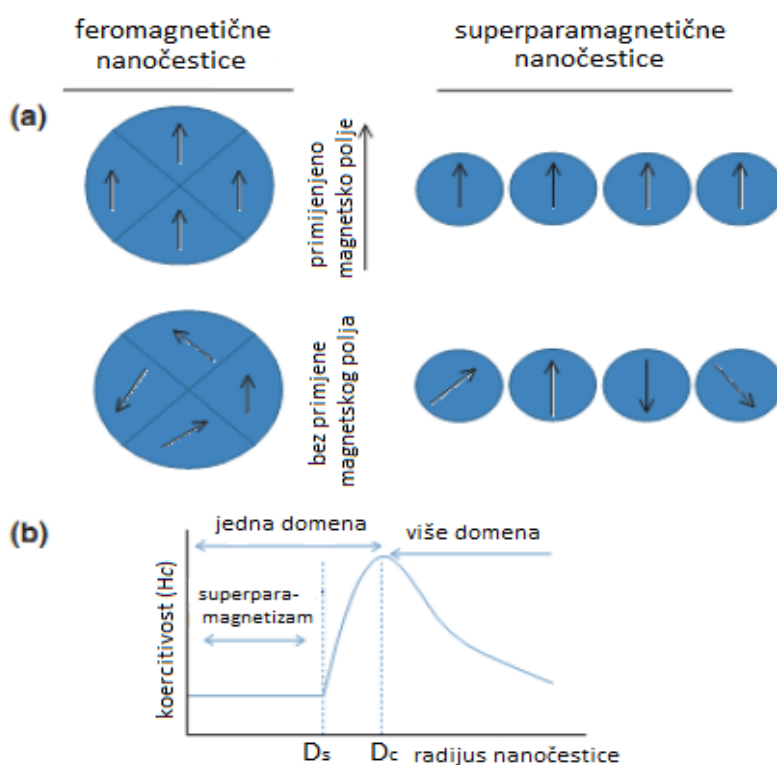 feromagnetične
nanočestice
superparamagnetične
nanočestice
(a)
primijenjeno
magnetsko polje
bez primjene
magnetskog polja
(b)
jedna domena
više domena
superpara-
magnetizam
koercitivost (Hc)
Ds
Dc
radijus nanočestice